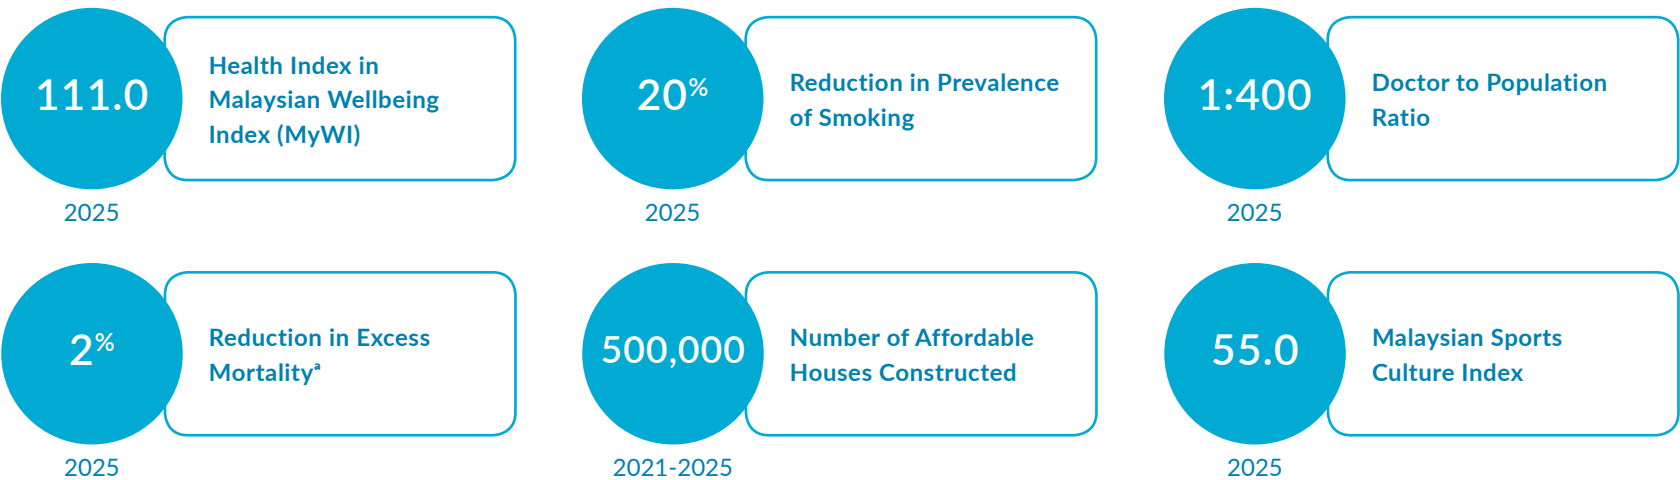 111.0
Health Index in
Malaysian Wellbeing
Index (MyWI)
2025
20%
Reduction in Prevalence
of Smoking
2025
1:400
Doctor to Population
Ratio
2025
2%
Reduction in Excess
Mortalityª
2025
500,000
Number of Affordable
Houses Constructed
2021-2025
55.0
Malaysian Sports
Culture Index
2025